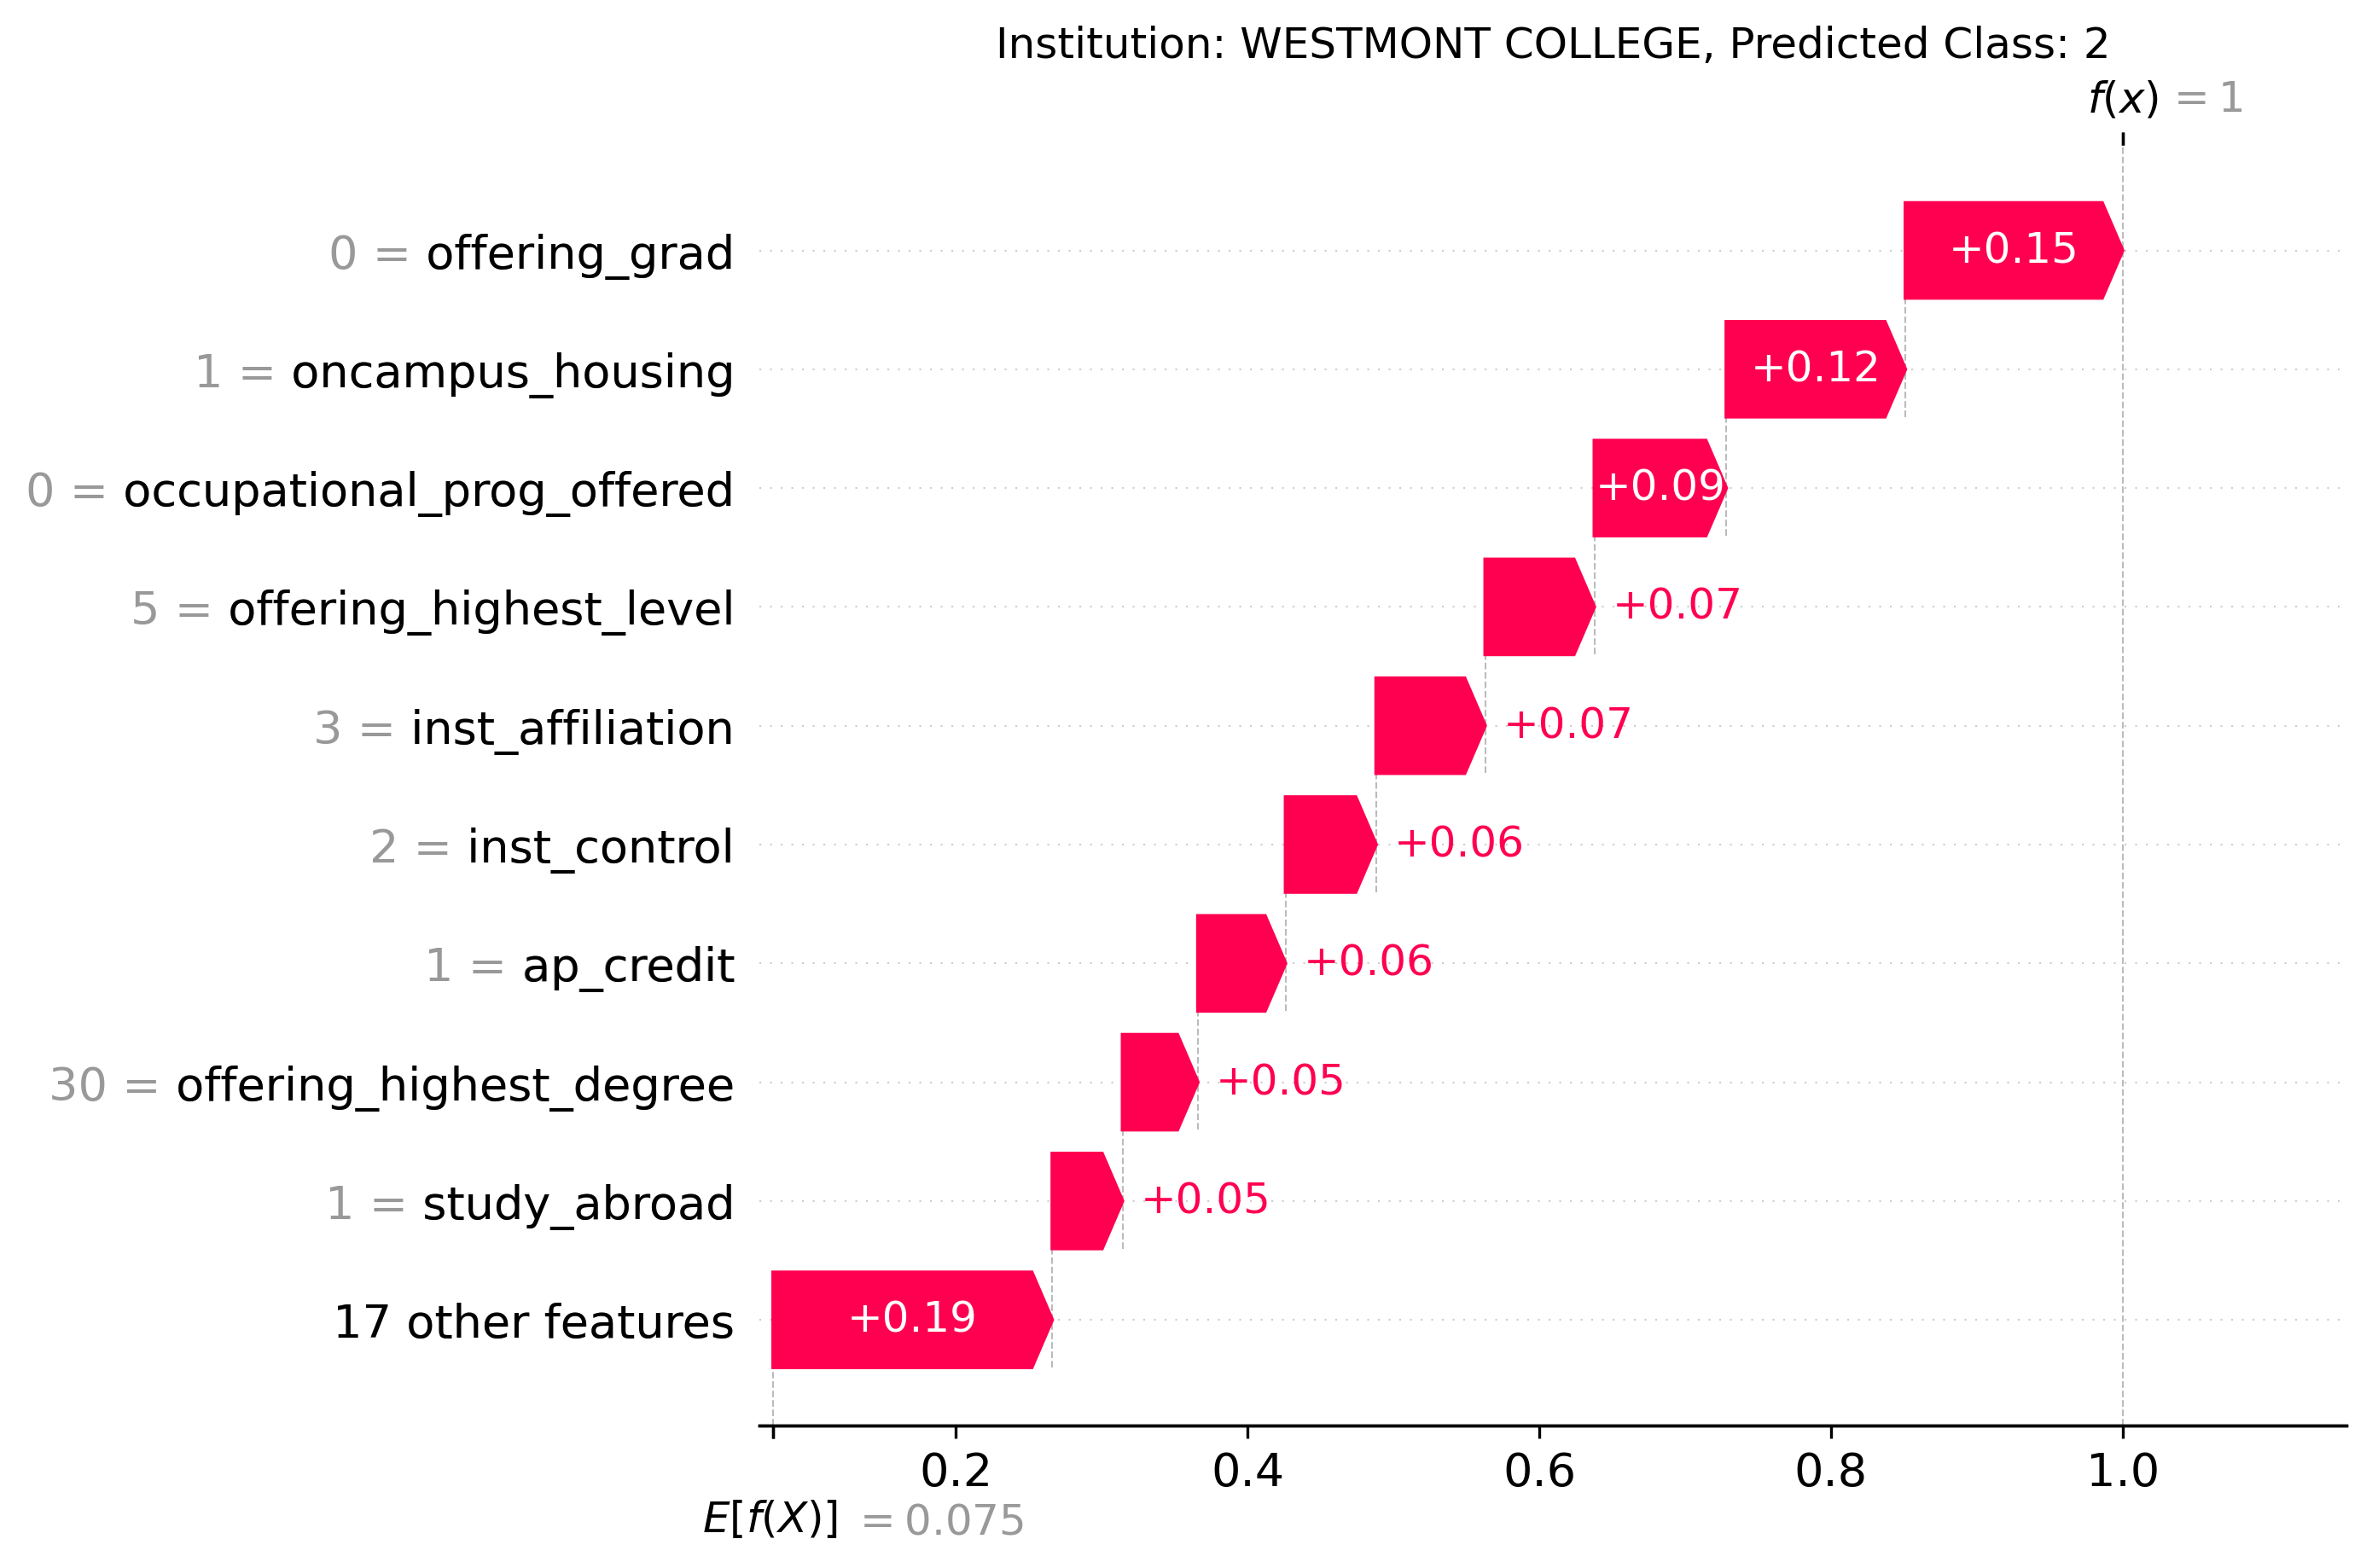 Institution: WESTMONT COLLEGE, Predicted Class: 2
f(x) = 1
0 = offering_grad +0.15
1 = oncampus_housing +0.12
0 = occupational_prog_offered +0.09
5 = offering_highest_level +0.07
3 = inst_affiliation +0.07
2 = inst_control +0.06
1 = ap_credit +0.06
30 = offering_highest_degree +0.05
1 = study_abroad +0.05
17 other features +0.19
0.2 0.4 0.6 0.8 1.0
E[f(X)] = 0.075